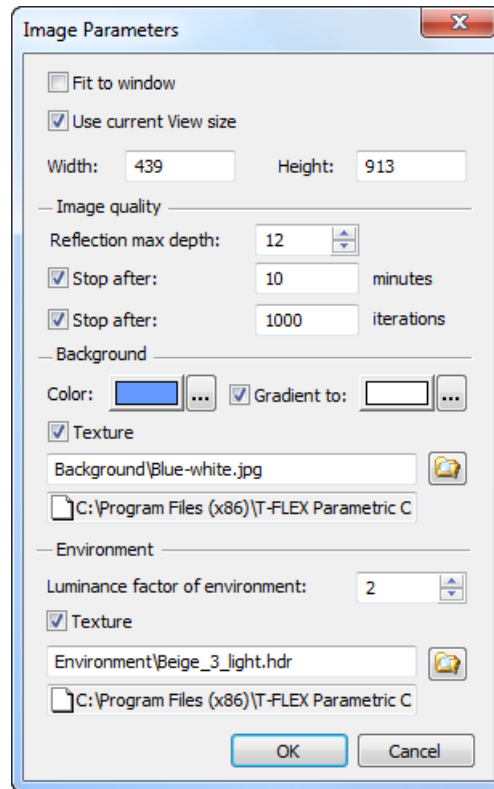 Image Parameters
Fit to window
Use current View size
Width: 439 Height: 913
Image quality
Reflection max depth: 12
Stop after: 10 minutes
Stop after: 1000 iterations
Background
Color: ... Gradient to: ...
Texture
Background\Blue-white.jpg
C:\Program Files (x86)\T-FLEX Parametric C
Environment
Luminance factor of environment: 2
Texture
Environment\Beige_3_light.hdr
C:\Program Files (x86)\T-FLEX Parametric C
OK Cancel